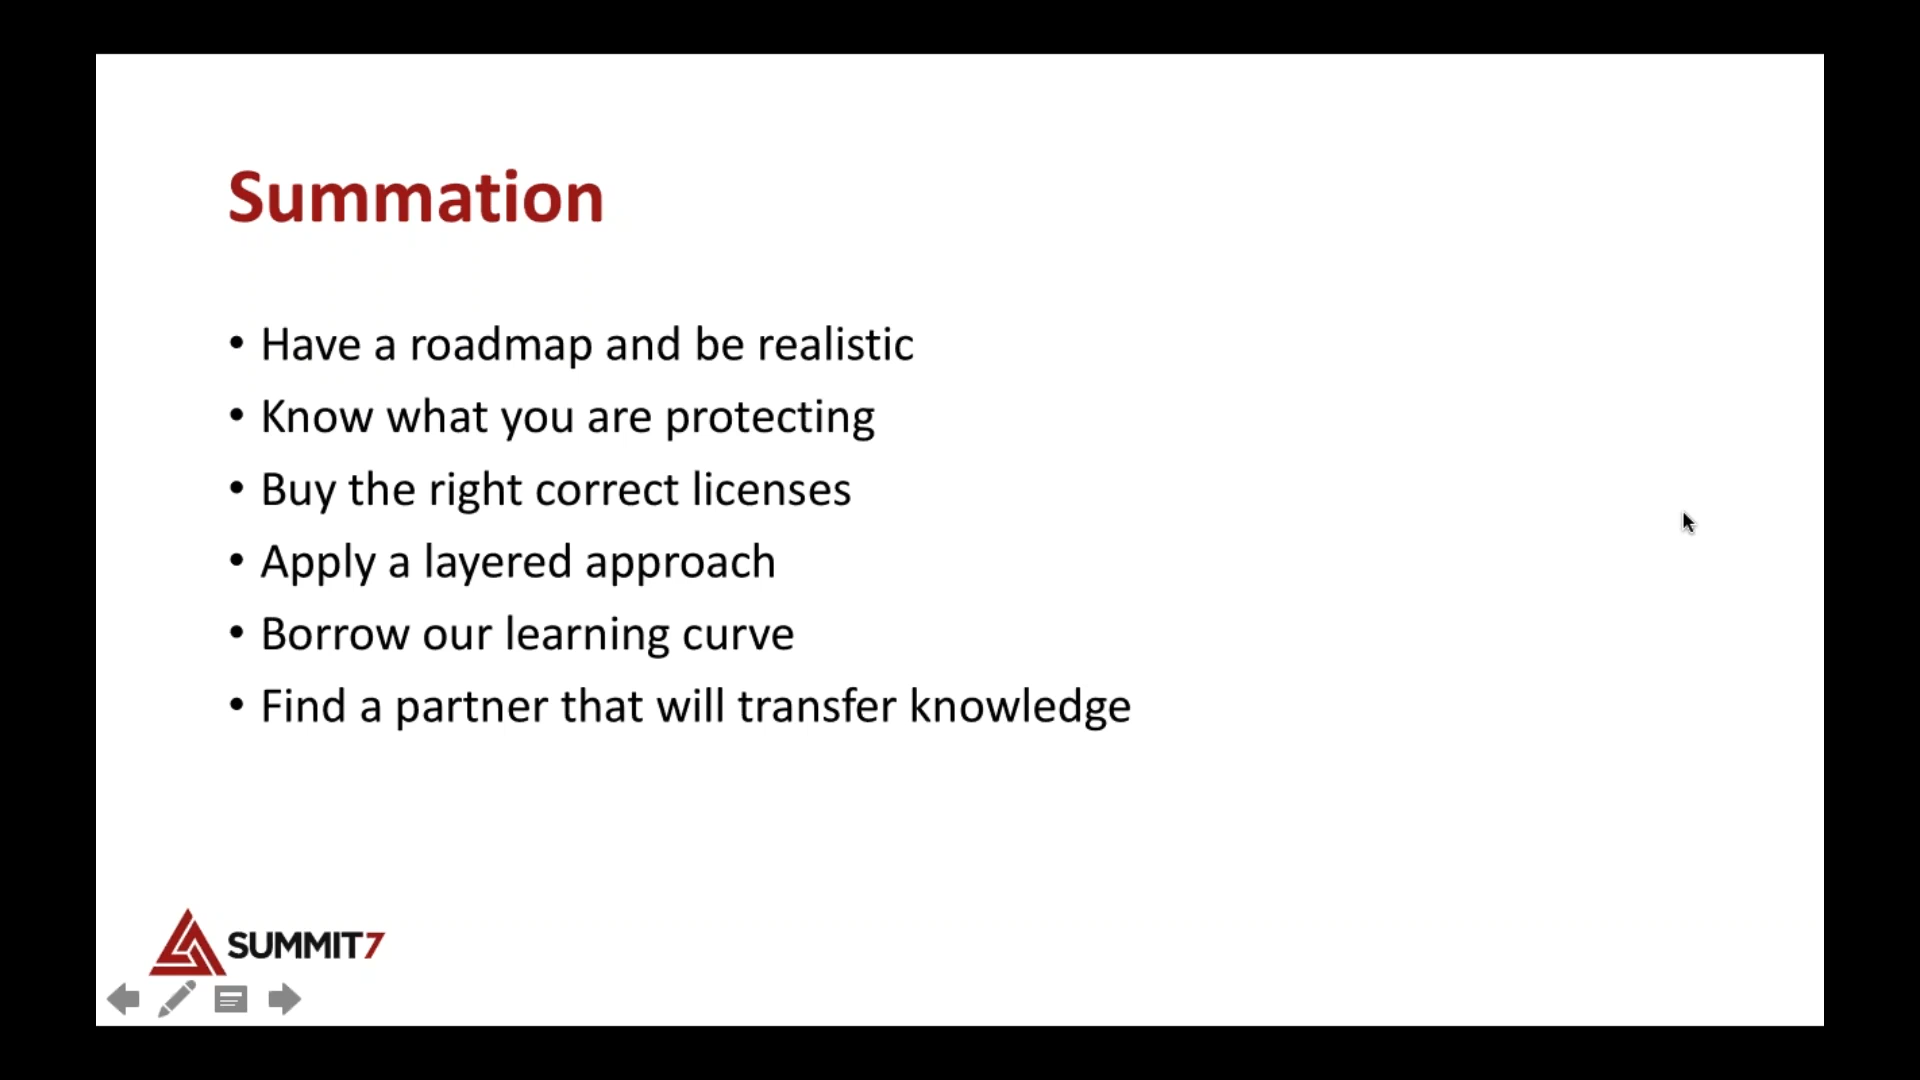 Summation
• Have a roadmap and be realistic
• Know what you are protecting
• Buy the right correct licenses
• Apply a layered approach
• Borrow our learning curve
• Find a partner that will transfer knowledge
SUMMIT7